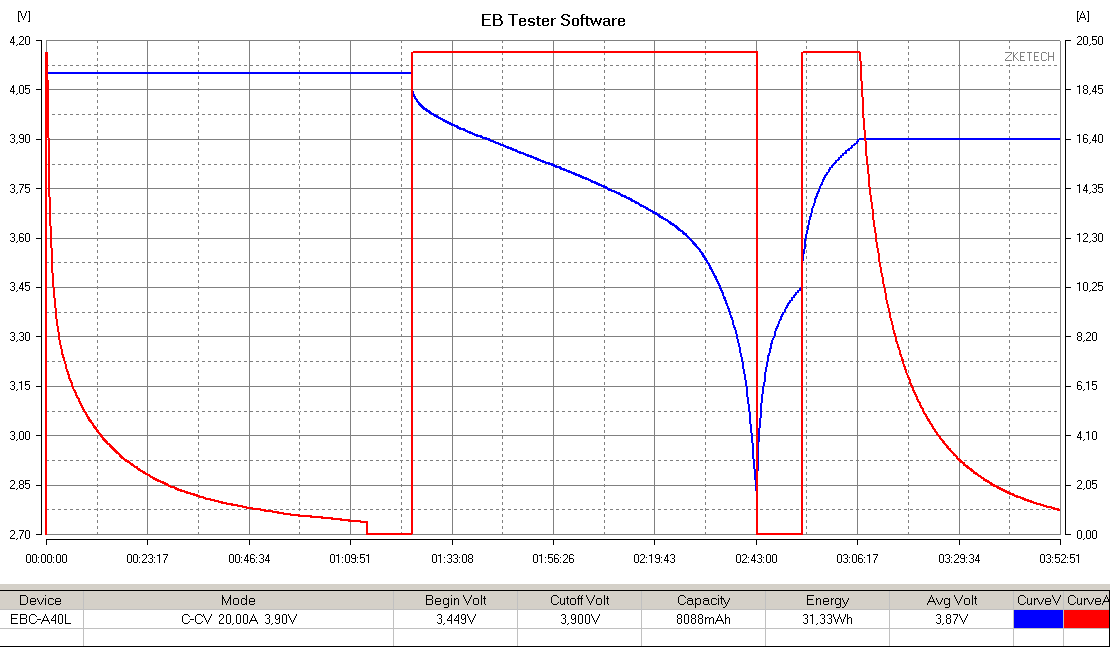 [V] EB Tester Software [A]
ZKETECH
4,20 20,50
4,05 18,45
3,90 16,40
3,75 14,35
3,60 12,30
3,45 10,25
3,30 8,20
3,15 6,15
3,00 4,10
2,85 2,05
2,70 0,00
00:00:00 00:23:17 00:46:34 01:09:51 01:33:08 01:56:26 02:19:43 02:43:00 03:06:17 03:29:34 03:52:51
Device Mode Begin Volt Cutoff Volt Capacity Energy Avg Volt CurveV CurveA
EBC-A40L C-CV 20,00A 3,90V 3,449V 3,900V 8088mAh 31,33Wh 3,87V